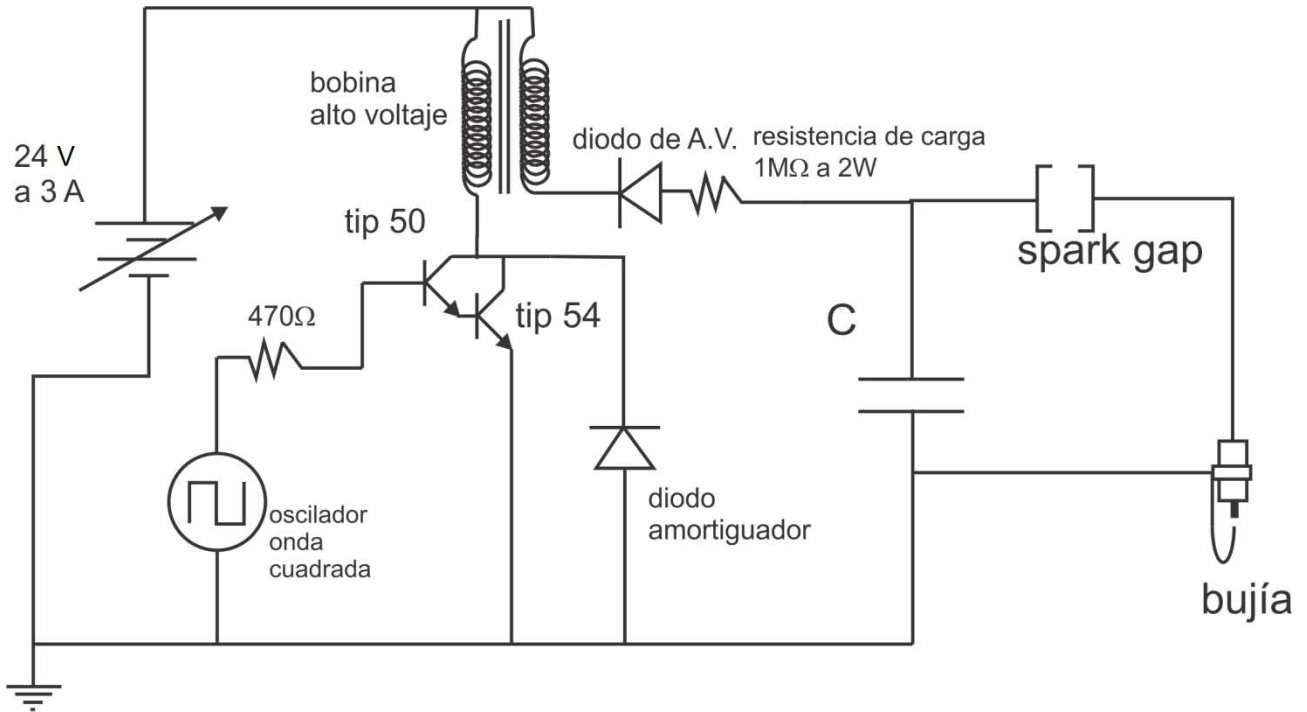 bobina
alto voltaje
24 V
a 3 A
diodo de A.V.
resistencia de carga
1MΩ a 2W
tip 50
spark gap
470Ω
tip 54
C
oscilador
onda
cuadrada
diodo
amortiguador
bujía